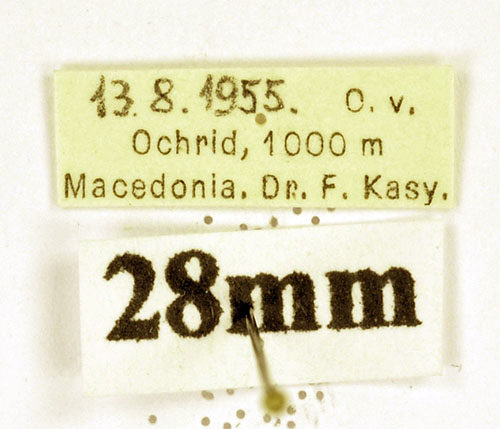 13.8.1955. O. v.
Ochrid, 1000 m
Macedonia. Dr. F. Kasy.
28mm